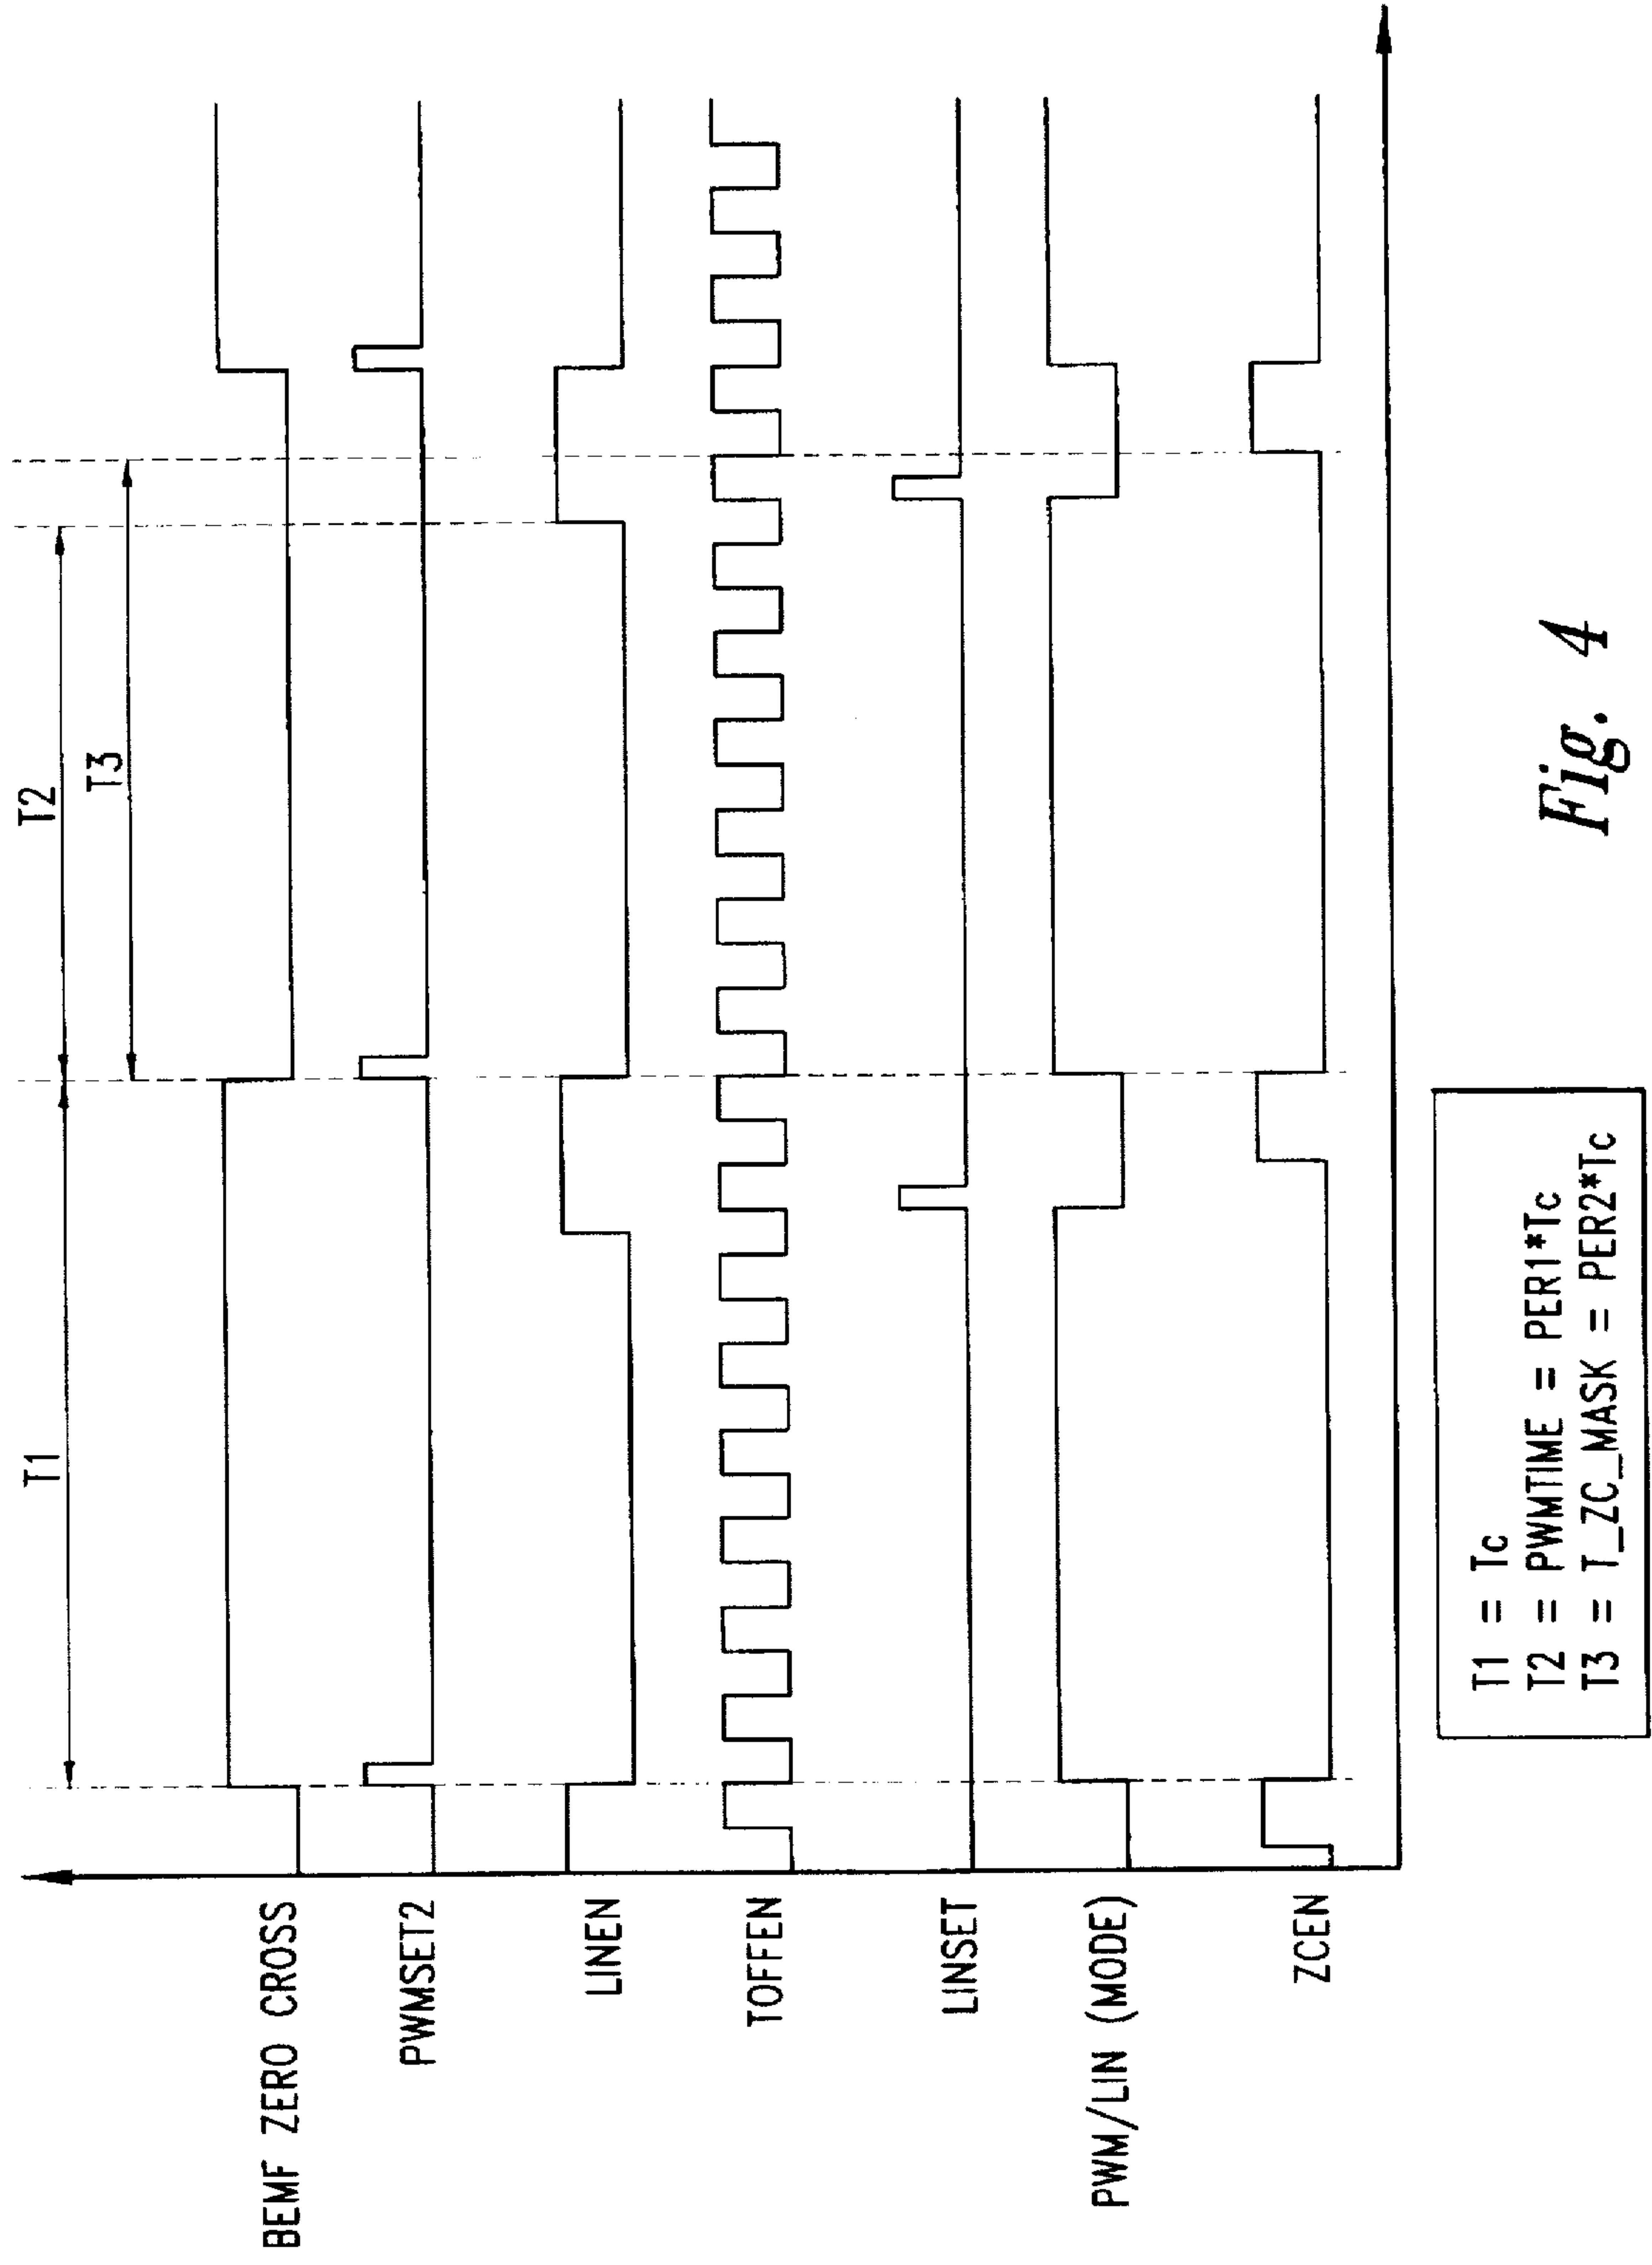 T1
T2
T3
BEMF ZERO CROSS
PWMSET2
LINEN
TOFFEN
LINSET
PWM/LIN (MODE)
ZCEN
T1 = Tc
T2 = PWMTIME = PER1*Tc
T3 = T_ZC_MASK = PER2*Tc
Fig. 4